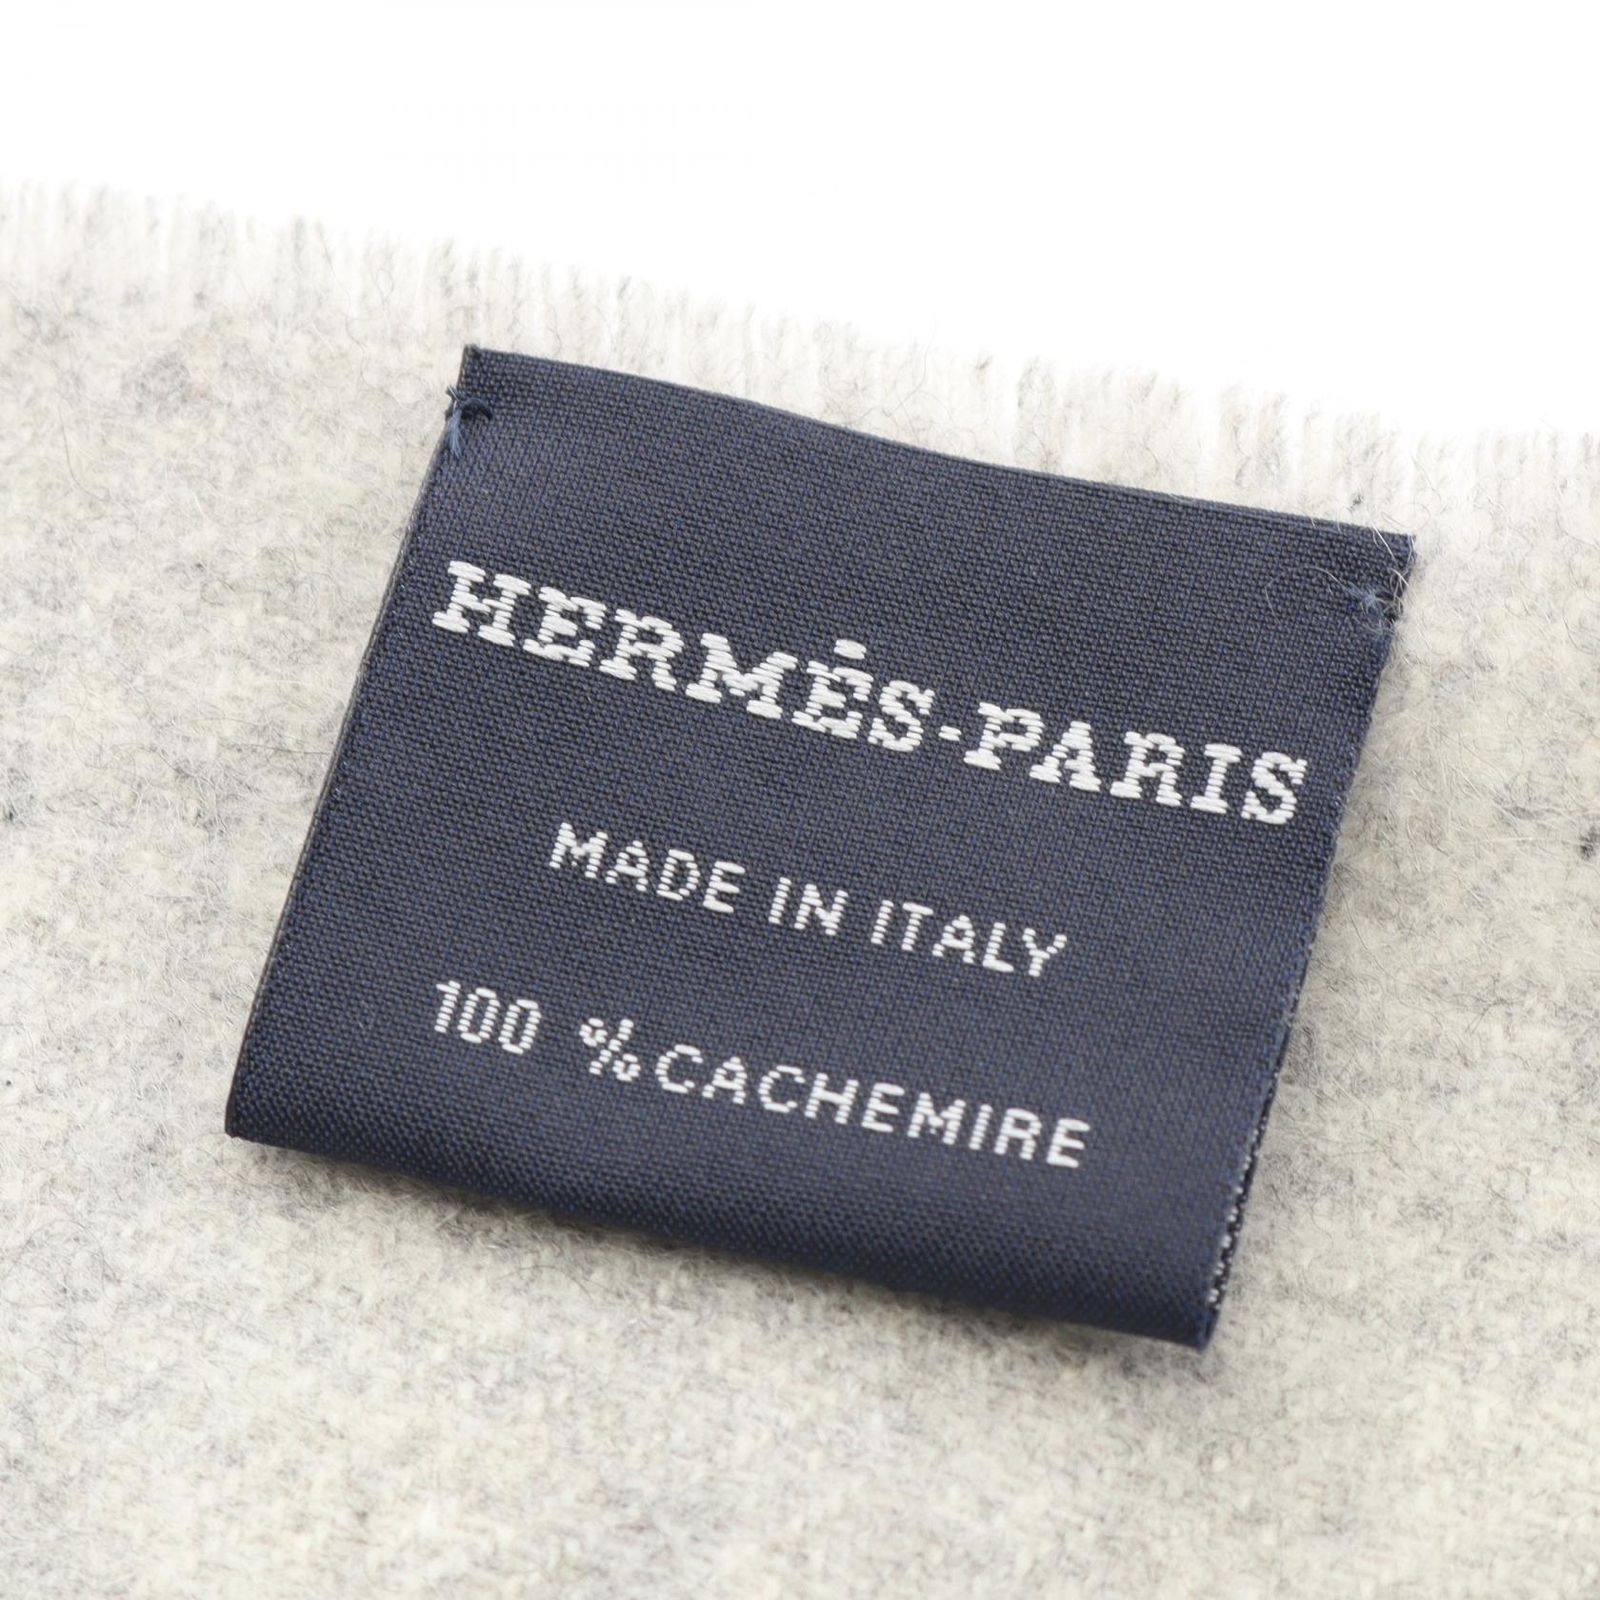 HERMÈS-PARIS
MADE IN ITALY
100 % CACHEMIRE